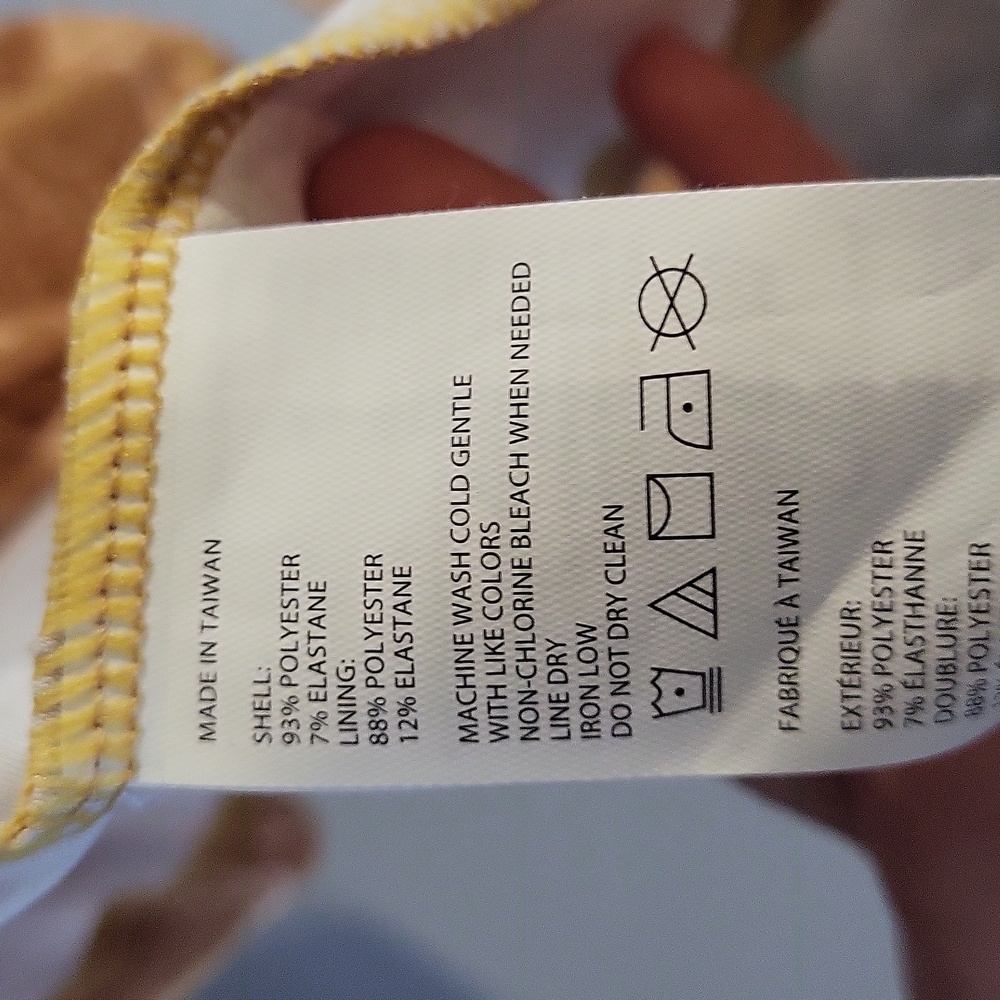 MADE IN TAIWAN
SHELL:
93% POLYESTER
7% ELASTANE
LINING:
88% POLYESTER
12% ELASTANE
MACHINE WASH COLD GENTLE
WITH LIKE COLORS
NON-CHLORINE BLEACH WHEN NEEDED
LINE DRY
IRON LOW
DO NOT DRY CLEAN
FABRIQUÉ A TAIWAN
EXTÉRIEUR:
93% POLYESTER
7% ÉLASTHANNE
DOUBLURE:
88% POLYESTER